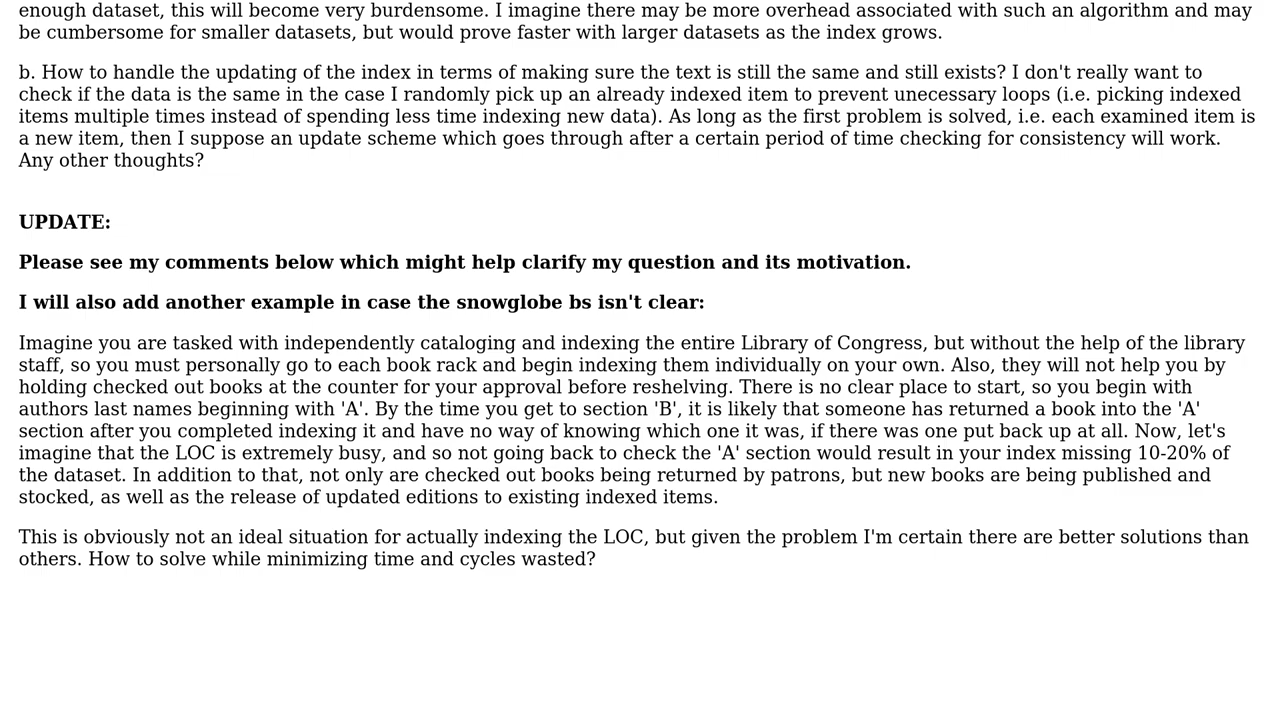 enough dataset, this will become very burdensome. I imagine there may be more overhead associated with such an algorithm and may
be cumbersome for smaller datasets, but would prove faster with larger datasets as the index grows.
b. How to handle the updating of the index in terms of making sure the text is still the same and still exists? I don't really want to
check if the data is the same in the case I randomly pick up an already indexed item to prevent unecessary loops (i.e. picking indexed
items multiple times instead of spending less time indexing new data). As long as the first problem is solved, i.e. each examined item is
a new item, then I suppose an update scheme which goes through after a certain period of time checking for consistency will work.
Any other thoughts?
UPDATE:
Please see my comments below which might help clarify my question and its motivation.
I will also add another example in case the snowglobe bs isn't clear:
Imagine you are tasked with independently cataloging and indexing the entire Library of Congress, but without the help of the library
staff, so you must personally go to each book rack and begin indexing them individually on your own. Also, they will not help you by
holding checked out books at the counter for your approval before reshelving. There is no clear place to start, so you begin with
authors last names beginning with 'A'. By the time you get to section 'B', it is likely that someone has returned a book into the 'A'
section after you completed indexing it and have no way of knowing which one it was, if there was one put back up at all. Now, let's
imagine that the LOC is extremely busy, and so not going back to check the 'A' section would result in your index missing 10-20% of
the dataset. In addition to that, not only are checked out books being returned by patrons, but new books are being published and
stocked, as well as the release of updated editions to existing indexed items.
This is obviously not an ideal situation for actually indexing the LOC, but given the problem I'm certain there are better solutions than
others. How to solve while minimizing time and cycles wasted?